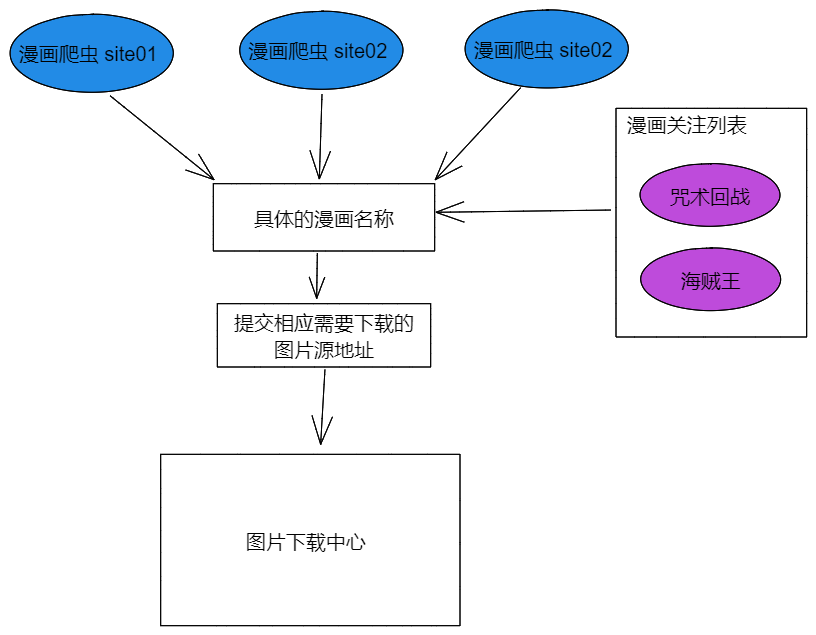 漫画爬虫 site01
漫画爬虫 site02
漫画爬虫 site02
漫画关注列表
咒术回战
具体的漫画名称
海贼王
提交相应需要下载的
图片源地址
图片下载中心